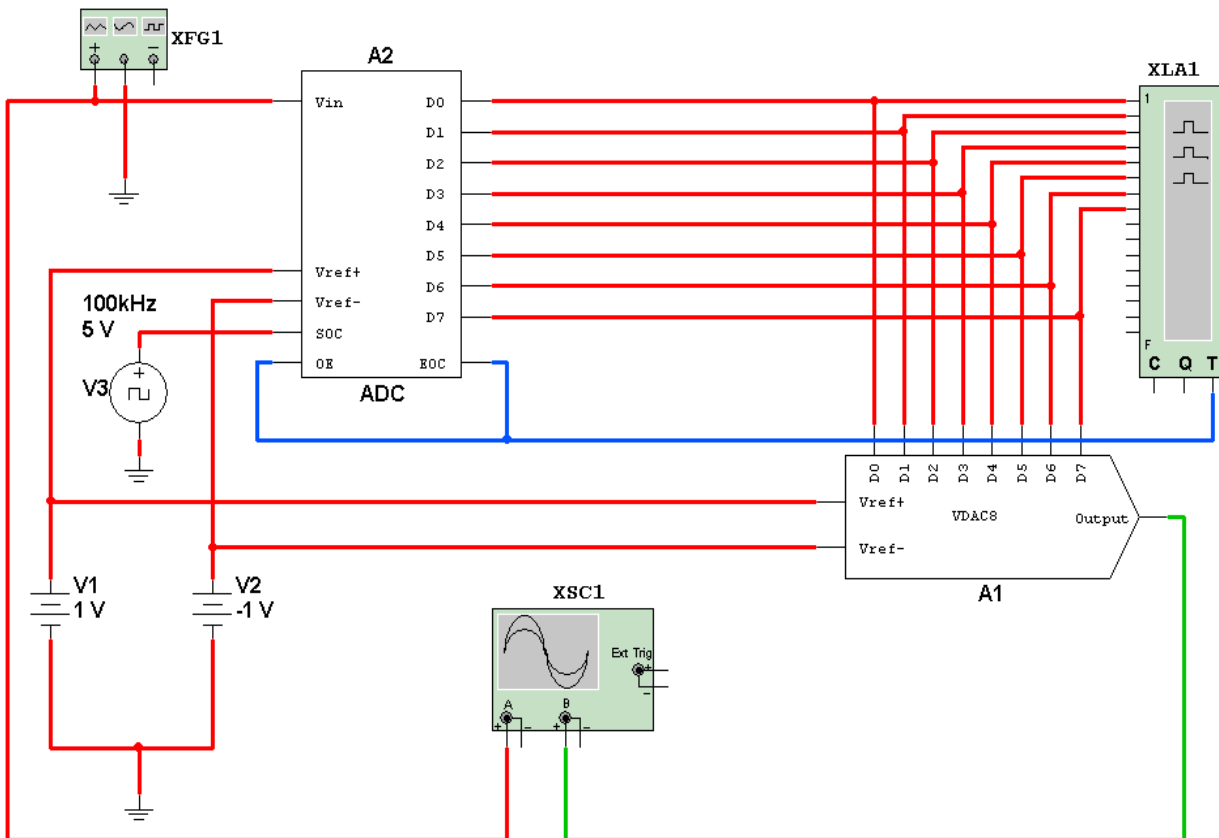 XFG1
+ −
A2
XLA1
Vin
D0
D1
D2
D3
D4
D5
D6
D7
Vref+
Vref-
SOC
OE
EOC
ADC
1
F
C Q T
100kHz
5 V
V3
+
D0 D1 D2 D3 D4 D5 D6 D7
Vref+
Vref-
VDAC8
Output
A1
V1
1 V
V2
-1 V
XSC1
Ext Trig
+
−
A B
+ − + −